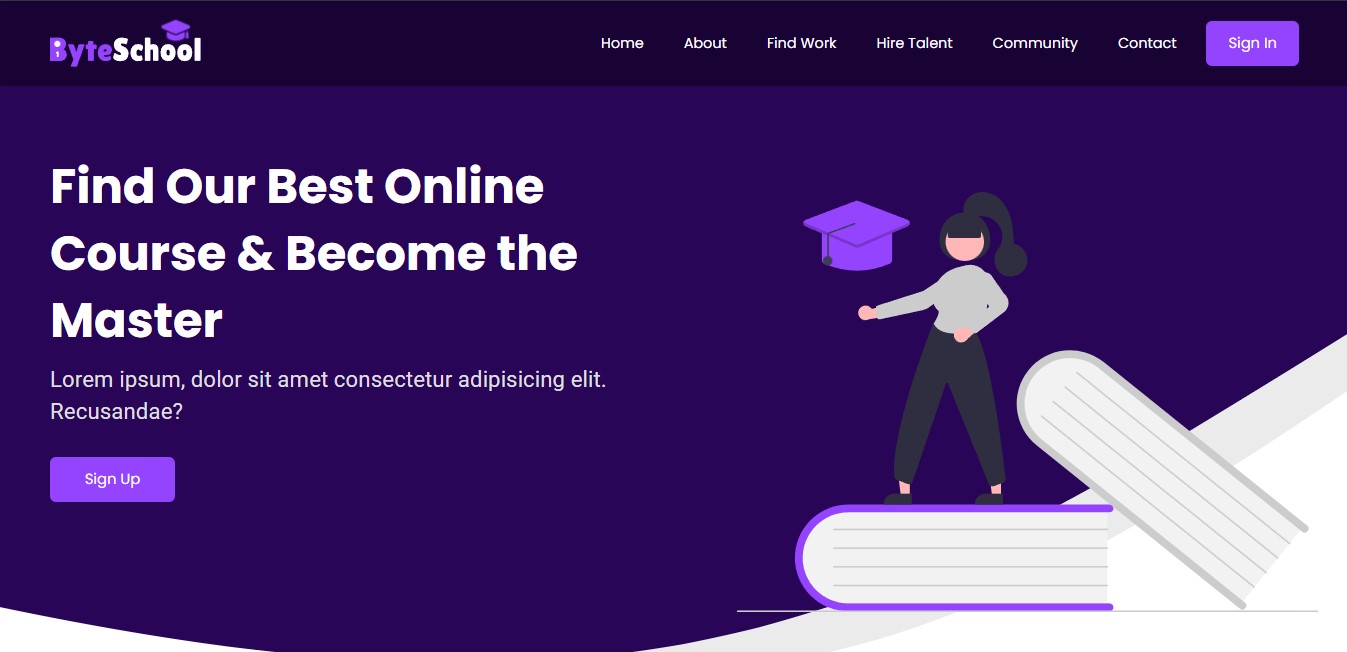 ByteSchool
Home About Find Work Hire Talent Community Contact Sign In
Find Our Best Online
Course & Become the
Master
Lorem ipsum, dolor sit amet consectetur adipisicing elit.
Recusandae?
Sign Up